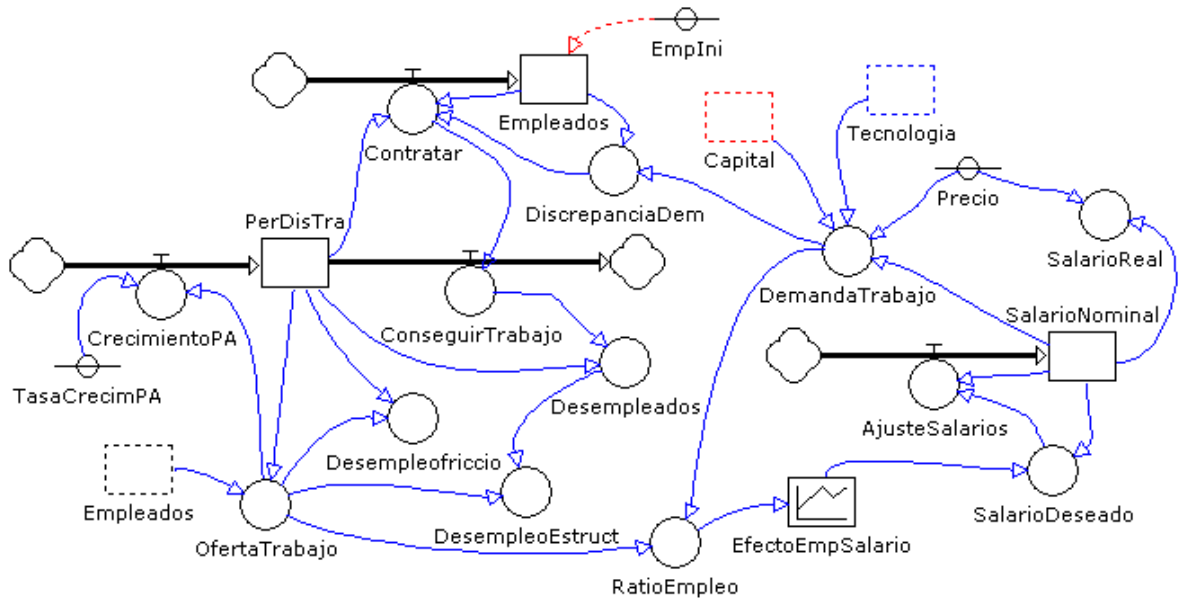 EmpIni
Empleados
Tecnologia
Contratar
Capital
Precio
DiscrepanciaDem
PerDisTra
SalarioReal
DemandaTrabajo
SalarioNominal
CrecimientoPA
ConseguirTrabajo
TasaCrecimPA
Desempleados
AjusteSalarios
Desempleofriccio
Empleados
SalarioDeseado
DesempleoEstruct
EfectoEmpSalario
OfertaTrabajo
RatioEmpleo